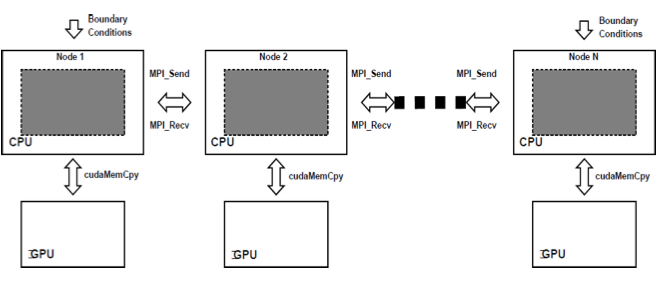 Boundary
Conditions
Boundary
Conditions
Node 1
Node 2
Node N
MPI_Send
MPI_Send
MPI_Send
MPI_Recv
MPI_Recv
MPI_Recv
CPU
CPU
CPU
cudaMemCpy
cudaMemCpy
cudaMemCpy
GPU
GPU
GPU